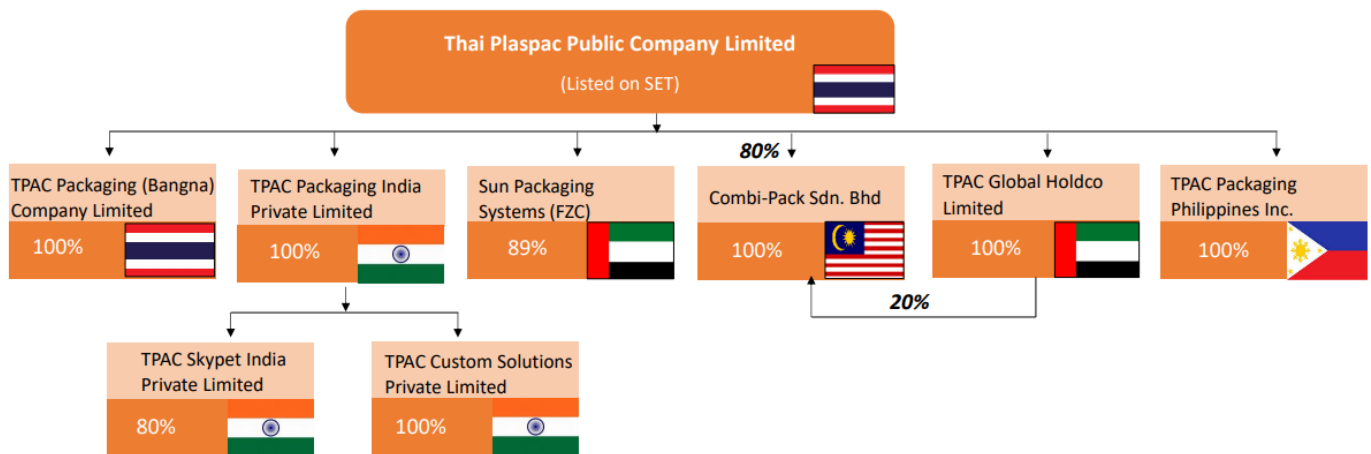 Thai Plaspac Public Company Limited
(Listed on SET)
80%
TPAC Packaging (Bangna)
Company Limited
100%
TPAC Packaging India
Private Limited
100%
Sun Packaging
Systems (FZC)
89%
Combi-Pack Sdn. Bhd
100%
TPAC Global Holdco
Limited
100%
TPAC Packaging
Philippines Inc.
100%
20%
TPAC Skypet India
Private Limited
80%
TPAC Custom Solutions
Private Limited
100%